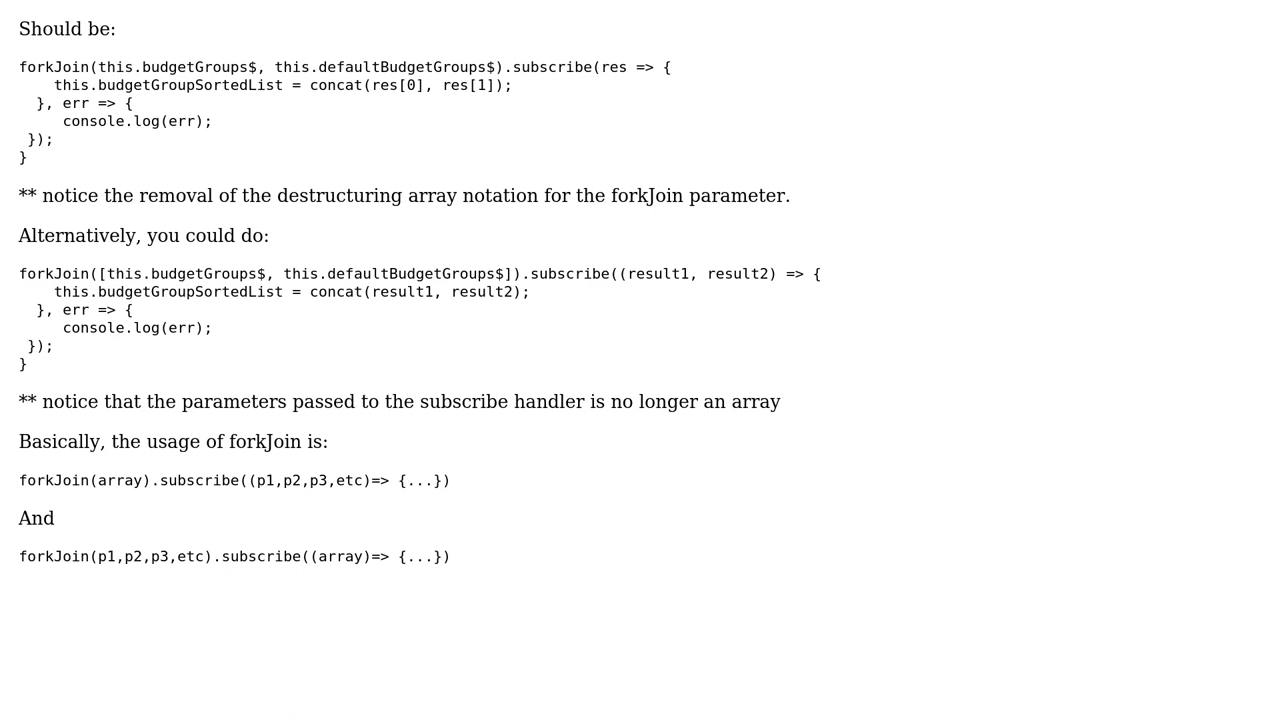 Should be:
forkJoin(this.budgetGroups$, this.defaultBudgetGroups$).subscribe(res => {
    this.budgetGroupSortedList = concat(res[0], res[1]);
  }, err => {
     console.log(err);
 });
}
** notice the removal of the destructuring array notation for the forkJoin parameter.
Alternatively, you could do:
forkJoin([this.budgetGroups$, this.defaultBudgetGroups$]).subscribe((result1, result2) => {
    this.budgetGroupSortedList = concat(result1, result2);
  }, err => {
     console.log(err);
 });
}
** notice that the parameters passed to the subscribe handler is no longer an array
Basically, the usage of forkJoin is:
forkJoin(array).subscribe((p1,p2,p3,etc)=> {...})
And
forkJoin(p1,p2,p3,etc).subscribe((array)=> {...})